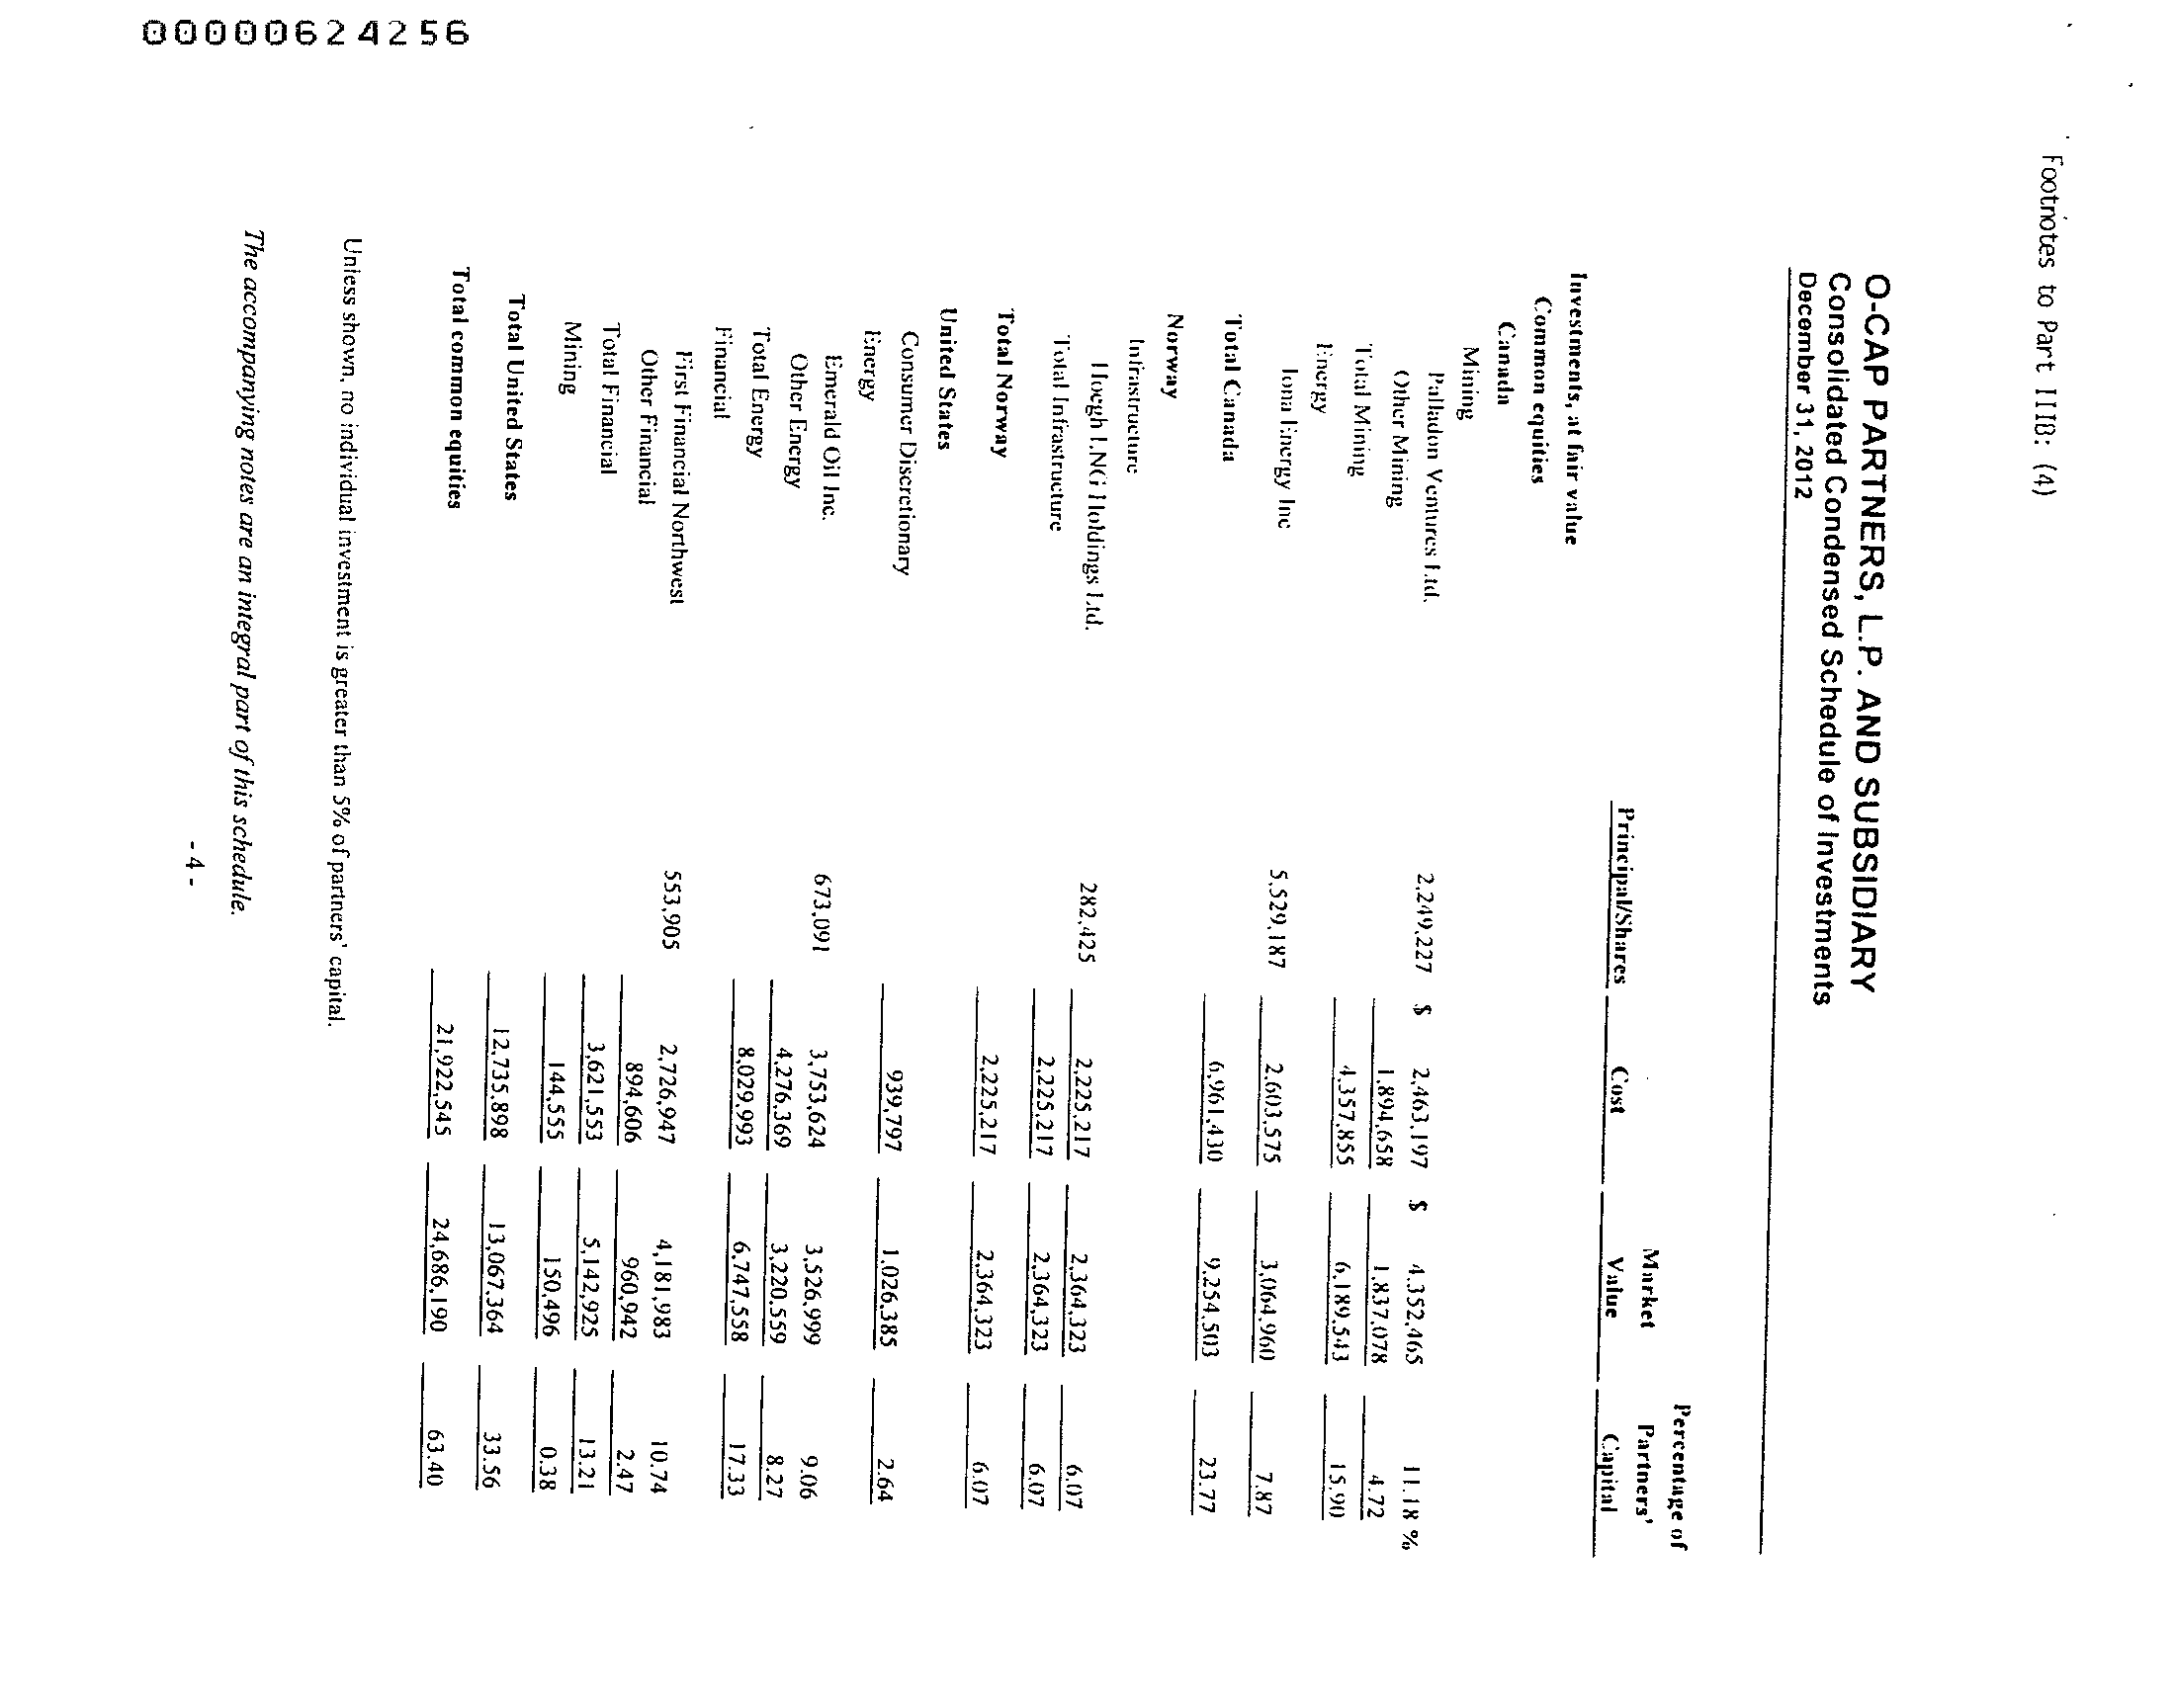 00000624256
Footnotes to Part IIIB: (4)
O-CAP PARTNERS, L.P. AND SUBSIDIARY
Consolidated Condensed Schedule of Investments
December 31, 2012
Percentage of
Market Partners'
Principal/Shares Cost Value Capital
Investments, at fair value
Common equities
Canada
Mining
Palladon Ventures Ltd. 2,249,227 $ 2,463,197 $ 4,352,465 11.18 %
Other Mining 1,894,658 1,837,078 4.72
Total Mining 4,357,855 6,189,543 15.90
Energy
Iona Energy Inc 5,529,187 2,603,575 3,064,960 7.87
Total Canada 6,961,430 9,254,503 23.77
Norway
Infrastructure
Hoegh LNG Holdings Ltd. 282,425 2,225,217 2,364,323 6.07
Total Infrastructure 2,225,217 2,364,323 6.07
Total Norway 2,225,217 2,364,323 6.07
United States
Consumer Discretionary 939,797 1,026,385 2.64
Energy
Emerald Oil Inc. 673,091 3,753,624 3,526,999 9.06
Other Energy 4,276,369 3,220,559 8.27
Total Energy 8,029,993 6,747,558 17.33
Financial
First Financial Northwest 553,905 2,726,947 4,181,983 10.74
Other Financial 894,606 960,942 2.47
Total Financial 3,621,553 5,142,925 13.21
Mining 144,555 150,496 0.38
Total United States 12,735,898 13,067,364 33.56
Total common equities 21,922,545 24,686,190 63.40
Unless shown, no individual investment is greater than 5% of partners' capital.
The accompanying notes are an integral part of this schedule.
- 4 -